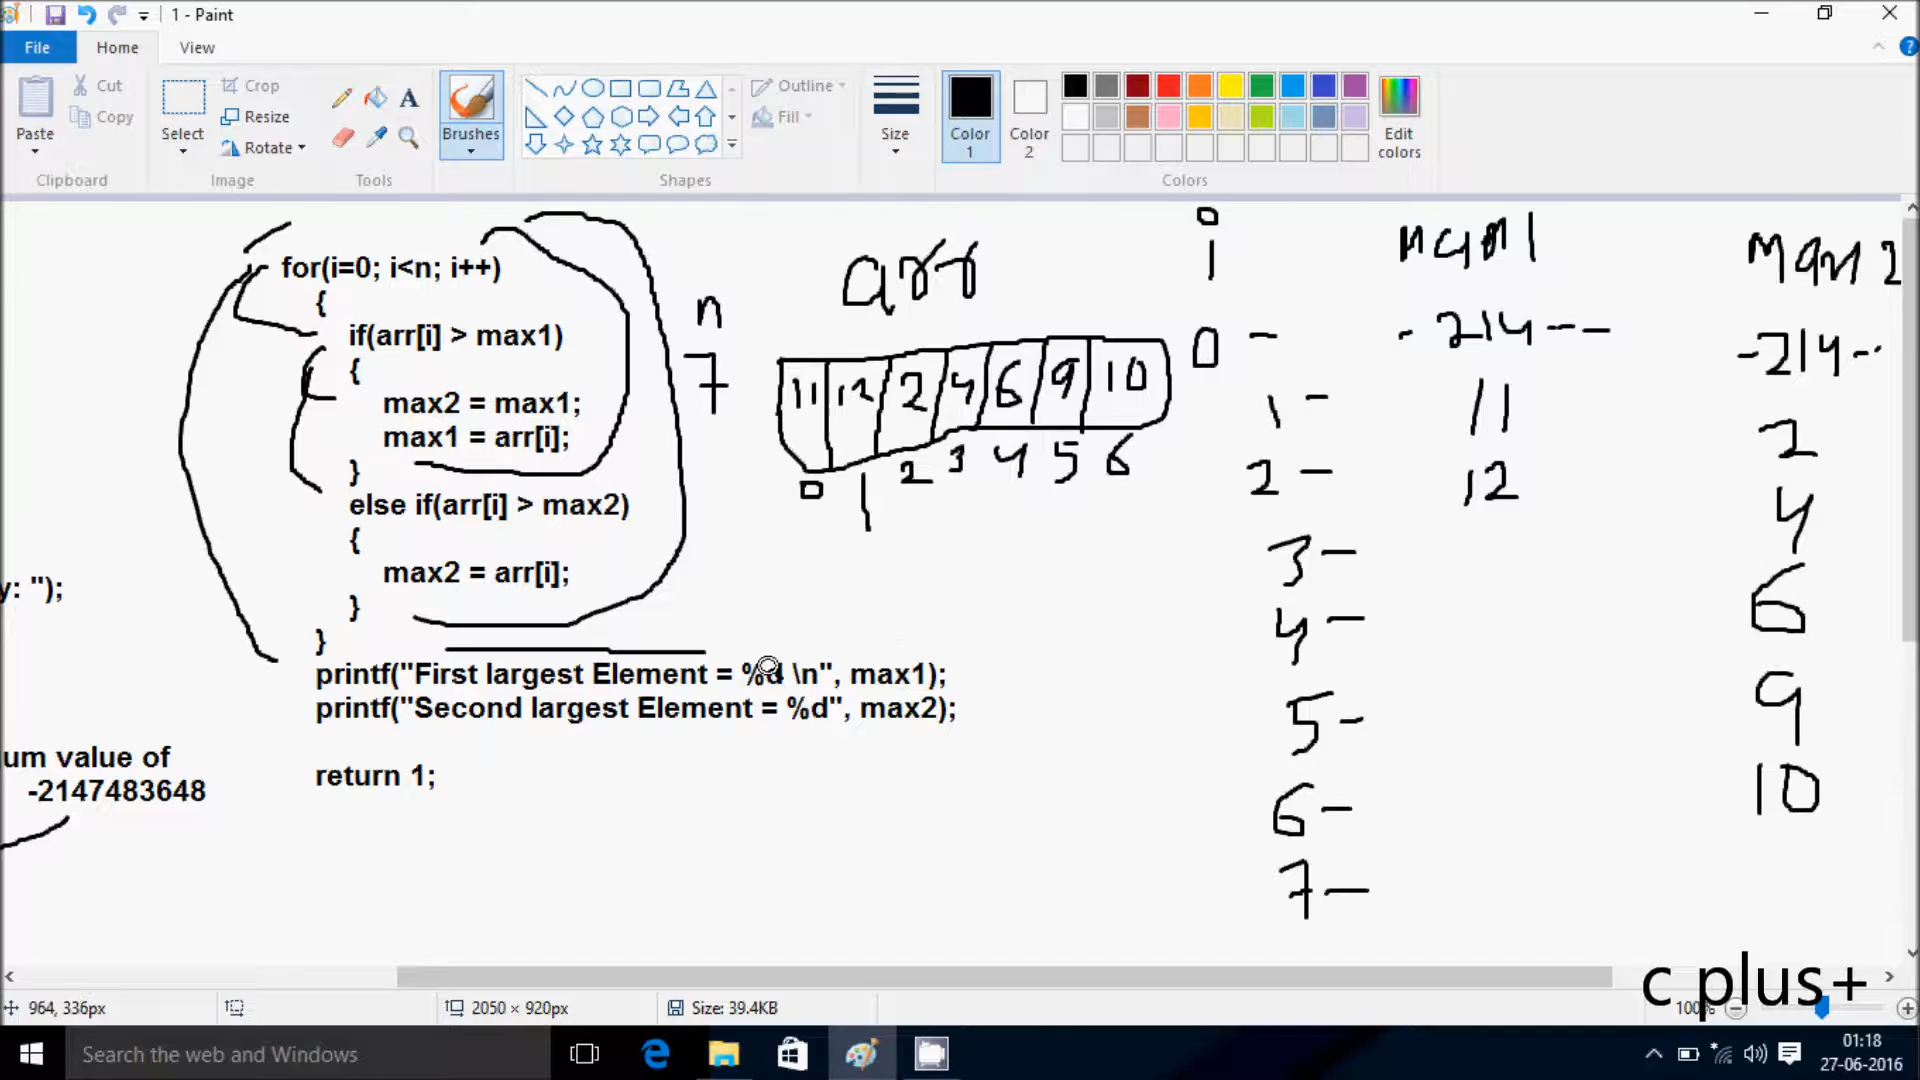 1 - Paint
File Home View
Paste Cut Copy Clipboard
Select Crop Resize Rotate Image
Tools
Brushes
Shapes
Outline Fill
Size
Color 1 Color 2
Edit colors
Colors
for(i=0; i<n; i++)
{
if(arr[i] > max1)
{
max2 = max1;
max1 = arr[i];
}
else if(arr[i] > max2)
{
max2 = arr[i];
}
}
printf("First largest Element = %d \n", max1);
printf("Second largest Element = %d", max2);
return 1;
y: ");
um value of
-2147483648
n
7
arr
11 12 2 4 6 9 10
0 1 2 3 4 5 6
i
0 -
1 -
2 -
3 -
4 -
5 -
6 -
7 -
max1
-214---
11
12
max2
-214--
2
4
6
9
10
c plus+
964, 336px
2050 × 920px
Size: 39.4KB
100%
Search the web and Windows
01:18
27-06-2016